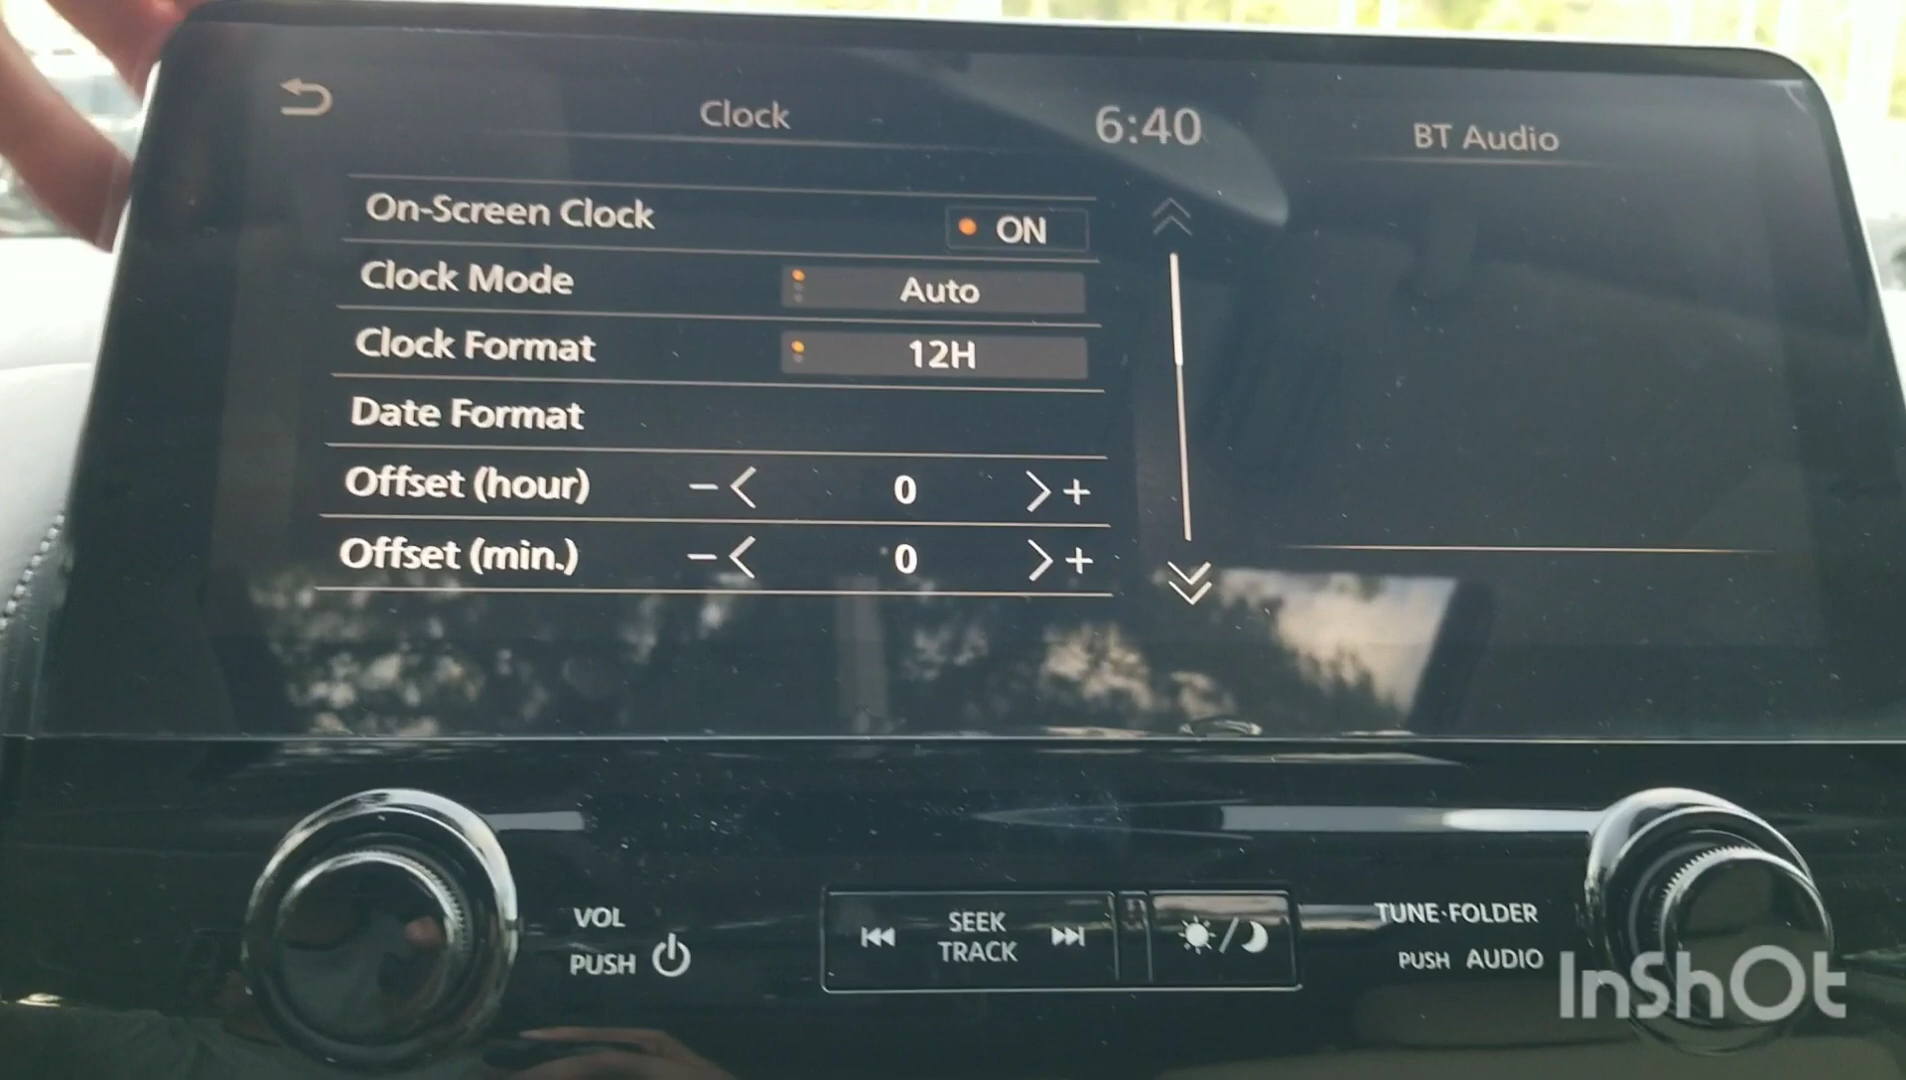 Clock
6:40
BT Audio
On-Screen Clock
ON
Clock Mode
Auto
Clock Format
12H
Date Format
Offset (hour)
− 0 +
Offset (min.)
− 0 +
VOL
PUSH
SEEK
TRACK
TUNE·FOLDER
PUSH AUDIO
InShOt